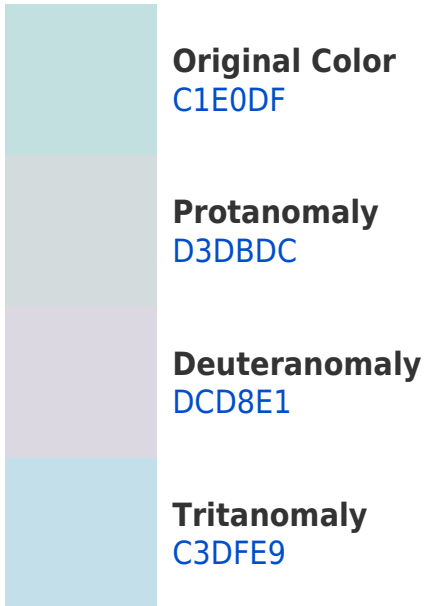 Original Color
C1E0DF
Protanomaly
D3DBDC
Deuteranomaly
DCD8E1
Tritanomaly
C3DFE9